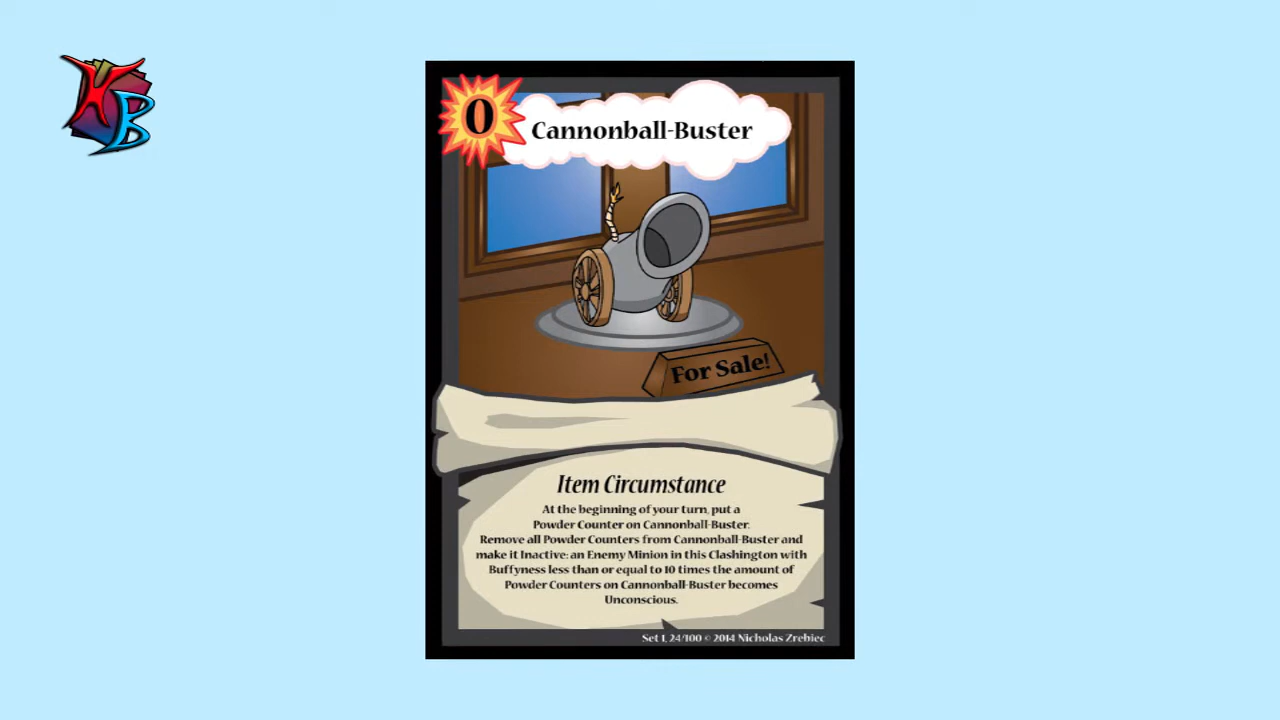 KB
0
Cannonball-Buster
For Sale!
Item Circumstance
At the beginning of your turn, put a
Powder Counter on Cannonball-Buster.
Remove all Powder Counters from Cannonball-Buster and
make it Inactive: an Enemy Minion in this Clashington with
Buffyness less than or equal to 10 times the amount of
Powder Counters on Cannonball-Buster becomes
Unconscious.
Set 1, 24/100 © 2014 Nicholas Zrebiec